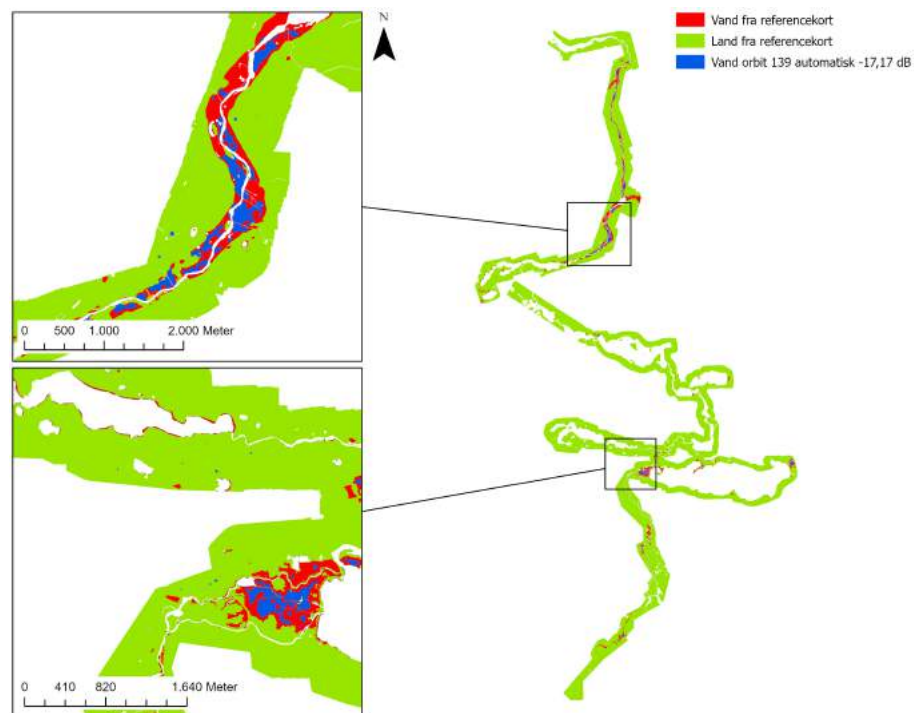 N
Vand fra referencekort
Land fra referencekort
Vand orbit 139 automatisk -17,17 dB
0 500 1.000 2.000 Meter
0 410 820 1.640 Meter